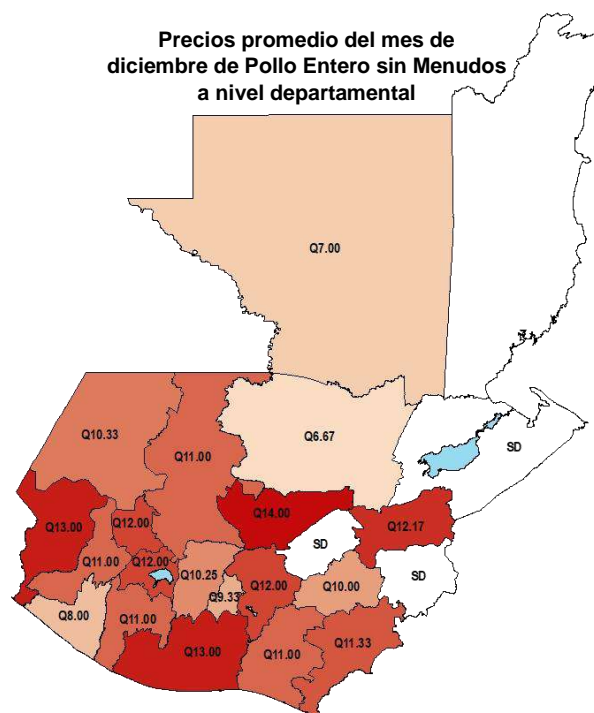 Precios promedio del mes de
diciembre de Pollo Entero sin Menudos
a nivel departamental
Q7.00
Q10.33
Q6.67
Q11.00
SD
Q13.00
Q12.00
Q14.00
Q12.17
SD
Q11.00
Q12.00
Q10.25
Q9.33
Q12.00
Q10.00
SD
Q8.00
Q11.00
Q13.00
Q11.00
Q11.33